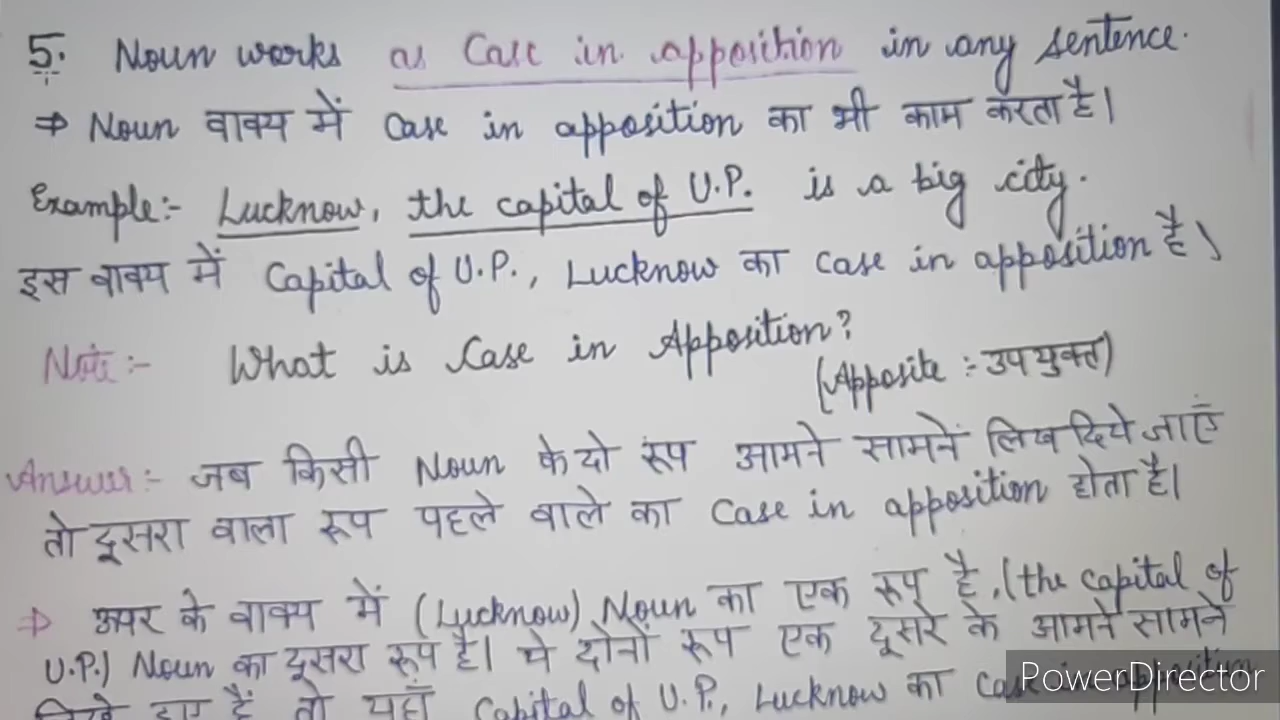 5. Noun works as Case in apposition in any sentence.
⇒ Noun वाक्य में Case in apposition का भी काम करता है।
Example:- Lucknow, the capital of U.P. is a big city.
इस वाक्य में Capital of U.P., Lucknow का Case in apposition है।
Note:- What is Case in Apposition?
(Apposite :- उपयुक्त)
Answer:- जब किसी Noun के दो रूप आमने सामने लिख दिये जाएँ
तो दूसरा वाला रूप पहले वाले का Case in apposition होता है।
⇒ ऊपर के वाक्य में (Lucknow) Noun का एक रूप है, (the capital of
U.P.) Noun का दूसरा रूप है। ये दोनों रूप एक दूसरे के आमने सामने
लिखे हुए हैं तो यहाँ Capital of U.P., Lucknow का Case in apposition
PowerDirector